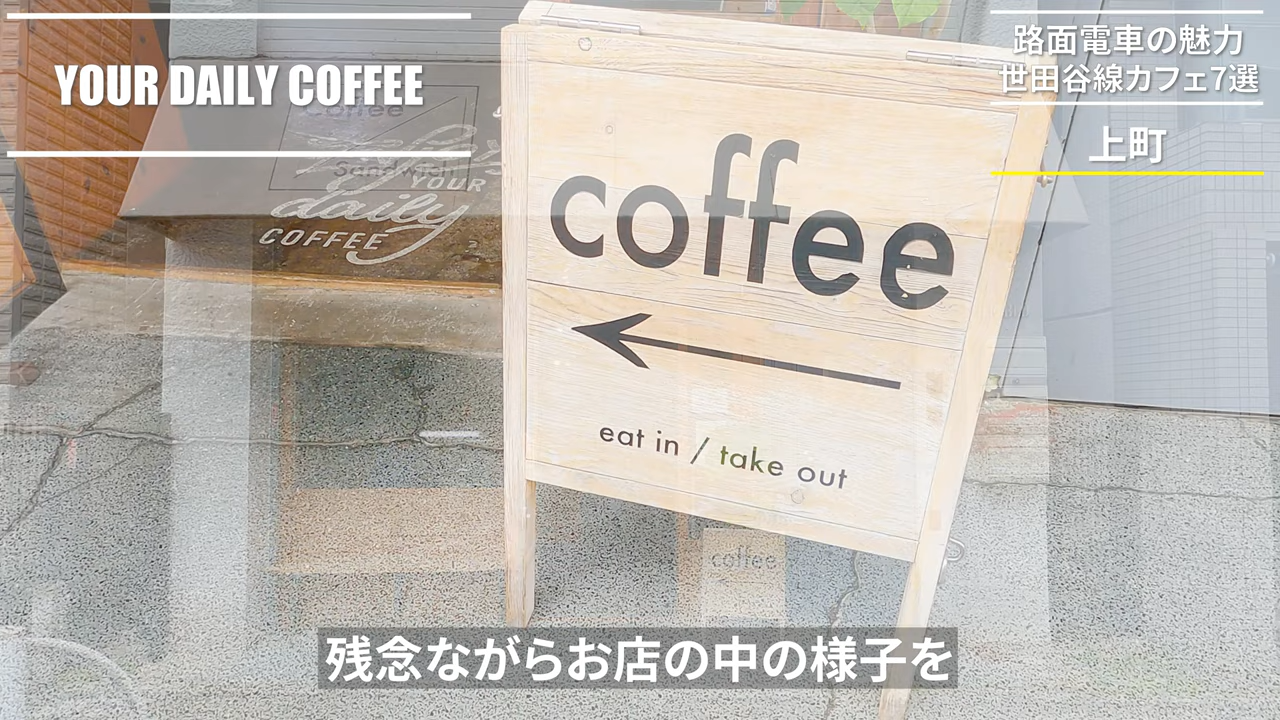 YOUR DAILY COFFEE
路面電車の魅力
世田谷線カフェ7選
上町
coffee
Sandwich
YOUR
daily
COFFEE
coffee
eat in / take out
coffee
残念ながらお店の中の様子を